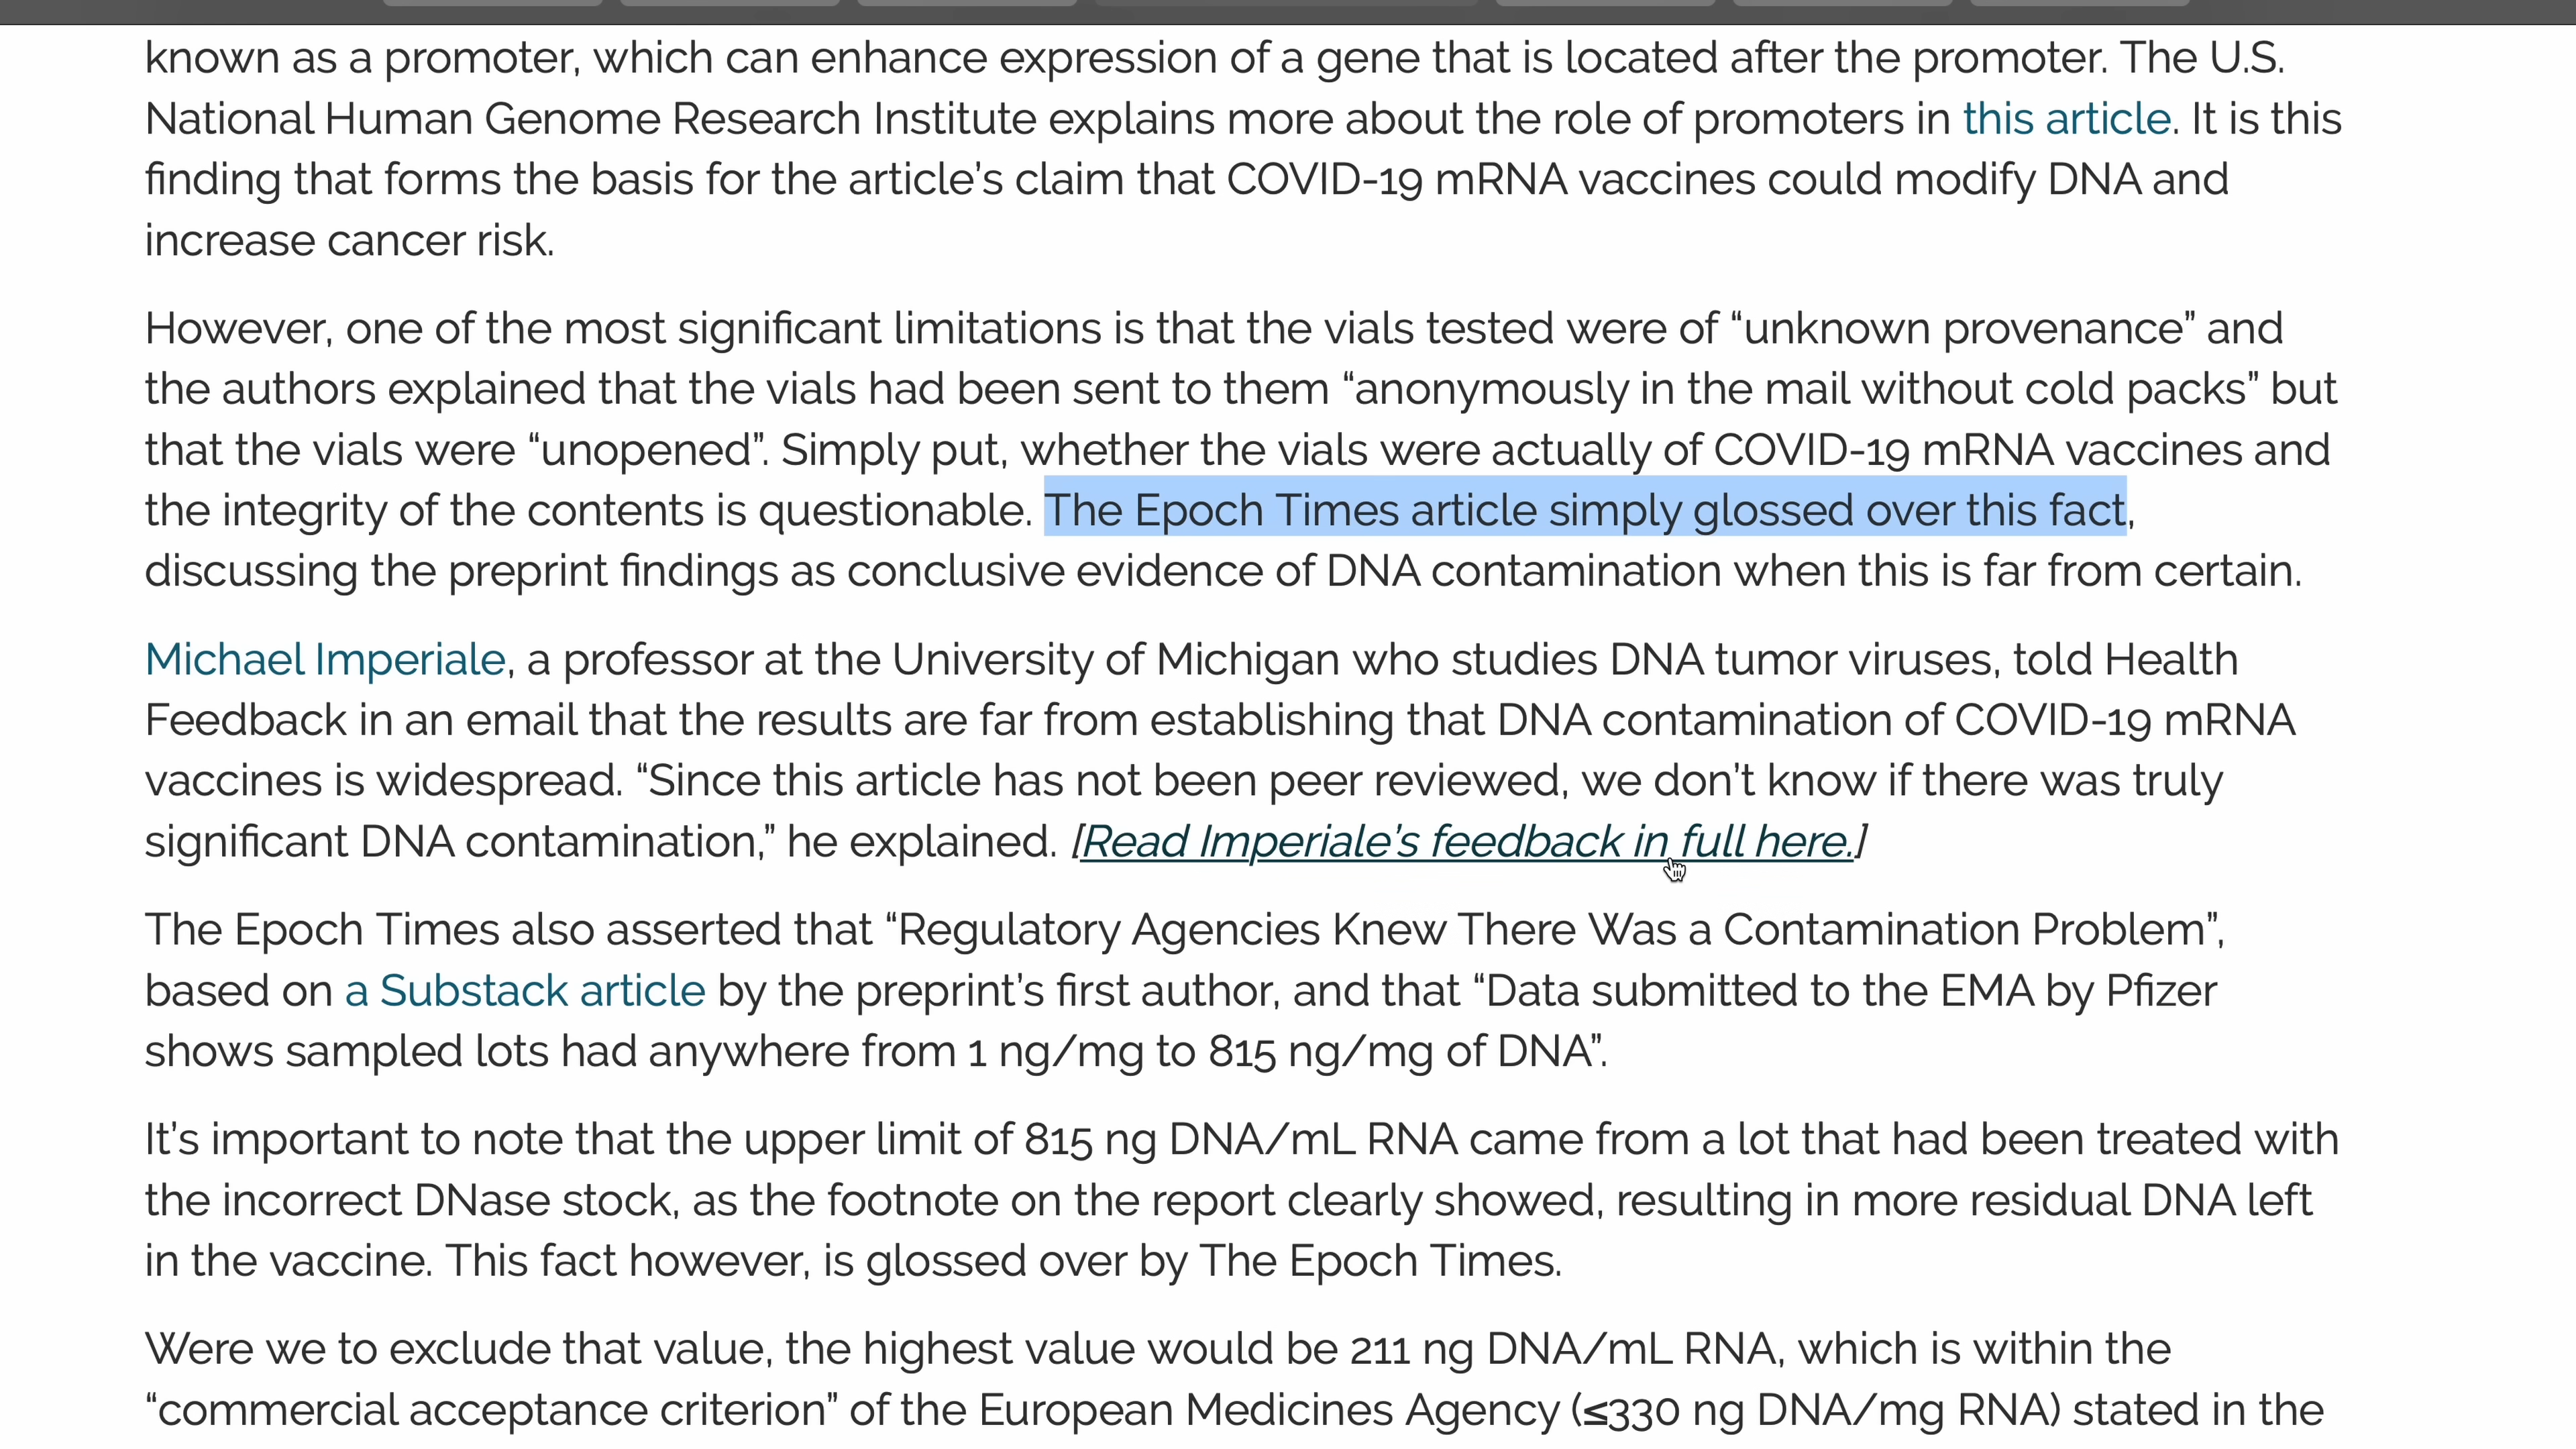 known as a promoter, which can enhance expression of a gene that is located after the promoter. The U.S.
National Human Genome Research Institute explains more about the role of promoters in this article. It is this
finding that forms the basis for the article’s claim that COVID-19 mRNA vaccines could modify DNA and
increase cancer risk.
However, one of the most significant limitations is that the vials tested were of “unknown provenance” and
the authors explained that the vials had been sent to them “anonymously in the mail without cold packs” but
that the vials were “unopened”. Simply put, whether the vials were actually of COVID-19 mRNA vaccines and
the integrity of the contents is questionable. The Epoch Times article simply glossed over this fact,
discussing the preprint findings as conclusive evidence of DNA contamination when this is far from certain.
Michael Imperiale, a professor at the University of Michigan who studies DNA tumor viruses, told Health
Feedback in an email that the results are far from establishing that DNA contamination of COVID-19 mRNA
vaccines is widespread. “Since this article has not been peer reviewed, we don’t know if there was truly
significant DNA contamination,” he explained. [Read Imperiale’s feedback in full here.]
The Epoch Times also asserted that “Regulatory Agencies Knew There Was a Contamination Problem”,
based on a Substack article by the preprint’s first author, and that “Data submitted to the EMA by Pfizer
shows sampled lots had anywhere from 1 ng/mg to 815 ng/mg of DNA”.
It’s important to note that the upper limit of 815 ng DNA/mL RNA came from a lot that had been treated with
the incorrect DNase stock, as the footnote on the report clearly showed, resulting in more residual DNA left
in the vaccine. This fact however, is glossed over by The Epoch Times.
Were we to exclude that value, the highest value would be 211 ng DNA/mL RNA, which is within the
“commercial acceptance criterion” of the European Medicines Agency (≤330 ng DNA/mg RNA) stated in the